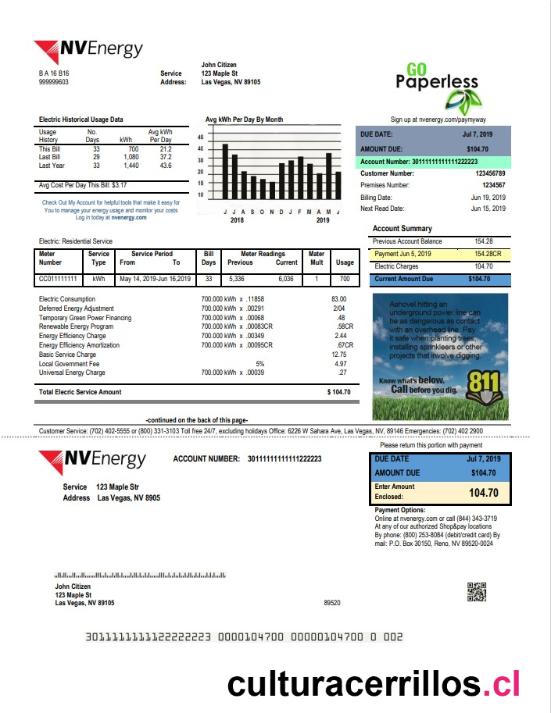 NVEnergy
B A 16 B16
999999603
Service
Address:
John Citizen
123 Maple St
Las Vegas, NV 89105
GO
Paperless
Sign up at nvenergy.com/paymyway
Electric Historical Usage Data
Usage History No. Days kWh Avg kWh Per Day
This Bill 33 700 21.2
Last Bill 29 1,080 37.2
Last Year 33 1,440 43.6
Avg Cost Per Day This Bill: $3.17
Check Out My Account for helpful tools that make it easy for
You to manage your energy usage and monitor your costs
Log in today at nvenergy.com
Avg kWh Per Day By Month
J J A S O N D J F M A M J
2018 2019
DUE DATE: Jul 7, 2019
AMOUNT DUE: $104.70
Account Number: 3011111111111222223
Customer Number: 123456789
Premises Number: 1234567
Billing Date: Jun 19, 2019
Next Read Date: Jun 15, 2019
Account Summary
Previous Account Balance 154.28
Payment Jun 5, 2019 154.28CR
Electric Charges 104.70
Current Amount Due $104.70
Electric: Residential Service
Meter Number Service Type Service Period From To Bill Days Meter Readings Previous Current Meter Mult Usage
CC011111111 kWh May 14, 2019-Jun 16,2019 33 5,336 6,036 1 700
Electric Consumption 700.000 kWh x .11858 83.00
Deferred Energy Adjustment 700.000 kWh x .00291 2/04
Temporary Green Power Financing 700.000 kWh x .00068 .48
Renewable Energy Program 700.000 kWh x .00083CR .58CR
Energy Efficiency Charge 700.000 kWh x .00349 2.44
Energy Efficiency Amortization 700.000 kWh x .00095CR .67CR
Basic Service Charge 12.75
Local Government Fee 5% 4.97
Universal Energy Charge 700.000 kWh x .00039 .27
Total Electric Service Amount $ 104.70
Ashovel hitting an
underground power line can
be as dangerous as contact
with an overhead line. Play
it safe when planting trees,
installing sprinklers or other
projects that involve digging.
Know what's below.
Call before you dig.
811
-continued on the back of this page-
Customer Service: (702) 402-5555 or (800) 331-3103 Toll free 24/7, excluding holidays Office: 6226 W Sahara Ave, Las Vegas, NV, 89146 Emergencies: (702) 402 2900
Please return this portion with payment
NVEnergy
ACCOUNT NUMBER: 30111111111111222223
DUE DATE Jul 7, 2019
AMOUNT DUE $104.70
Enter Amount
Enclosed: 104.70
Service 123 Maple Str
Address Las Vegas, NV 8905
Payment Options:
Online at nvenergy.com or call (844) 343-3719
At any of our authorized Shop&pay locations
By phone: (800) 253-8084 (debit/credit card) By
mail: P.O. Box 30150, Reno, NV 89520-0024
John Citizen
123 Maple St
Las Vegas, NV 89105
89520
3011111111122222223 0000104700 00000104700 0 002
culturacerrillos.cl